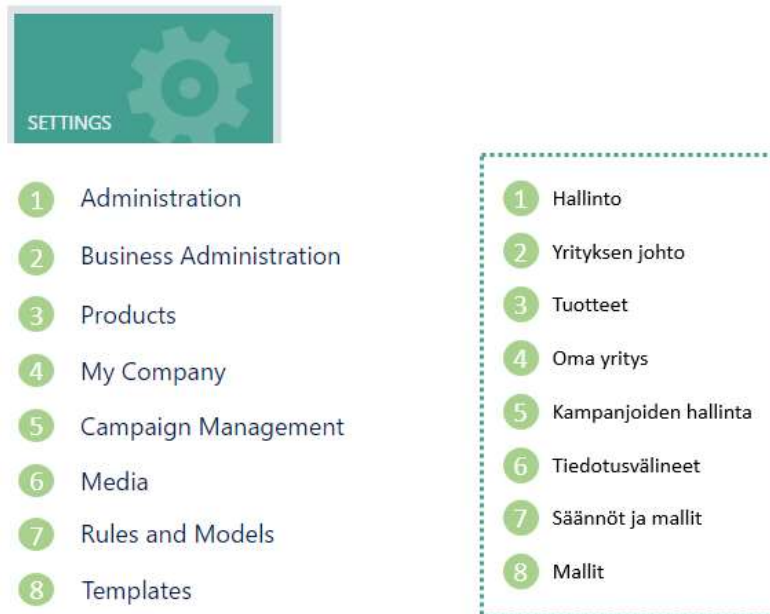 SETTINGS
1 Administration
2 Business Administration
3 Products
4 My Company
5 Campaign Management
6 Media
7 Rules and Models
8 Templates
1 Hallinto
2 Yrityksen johto
3 Tuotteet
4 Oma yritys
5 Kampanjoiden hallinta
6 Tiedotusvälineet
7 Säännöt ja mallit
8 Mallit